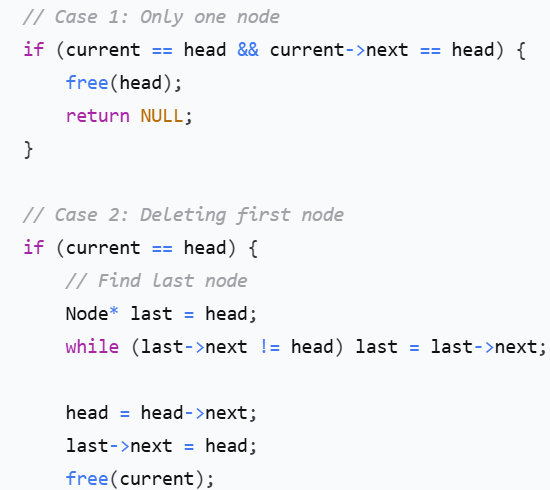 // Case 1: Only one node
if (current == head && current->next == head) {
    free(head);
    return NULL;
}

// Case 2: Deleting first node
if (current == head) {
    // Find last node
    Node* last = head;
    while (last->next != head) last = last->next;

    head = head->next;
    last->next = head;
    free(current);